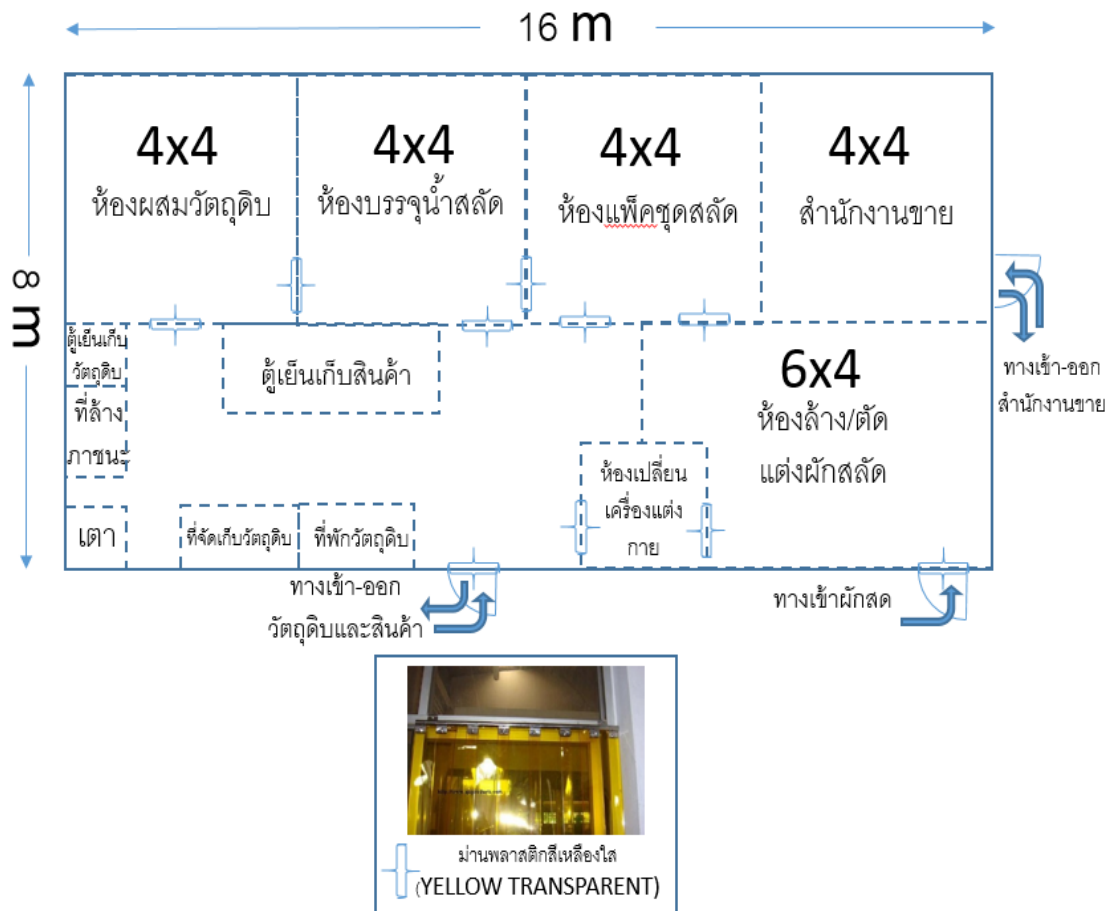 16 m
8 m
4x4
ห้องผสมวัตถุดิบ
4x4
ห้องบรรจุน้ำสลัด
4x4
ห้องแพ็คชุดสลัด
4x4
สำนักงานขาย
ตู้เย็นเก็บ
วัตถุดิบ
ที่ล้าง
ภาชนะ
เตา
ตู้เย็นเก็บสินค้า
ที่จัดเก็บวัตถุดิบ
ที่พักวัตถุดิบ
ห้องเปลี่ยน
เครื่องแต่ง
กาย
6x4
ห้องล้าง/ตัด
แต่งผักสลัด
ทางเข้า-ออก
สำนักงานขาย
ทางเข้า-ออก
วัตถุดิบและสินค้า
ทางเข้าผักสด
ม่านพลาสติกสีเหลืองใส
(YELLOW TRANSPARENT)